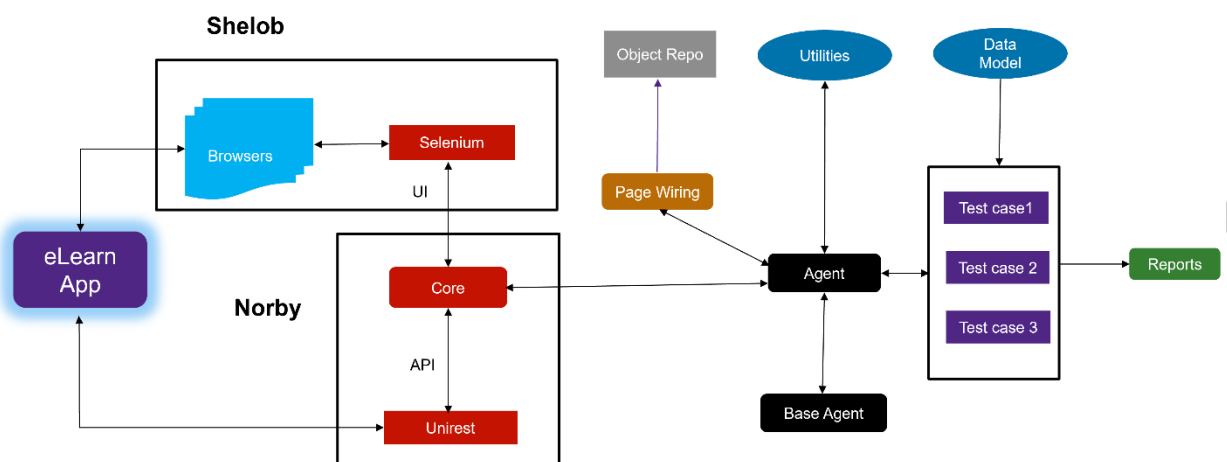 Shelob
Object Repo
Utilities
Data
Model
Browsers
Selenium
UI
Page Wiring
Test case1
eLearn
App
Norby
Core
Agent
Test case 2
Reports
API
Test case 3
Unirest
Base Agent